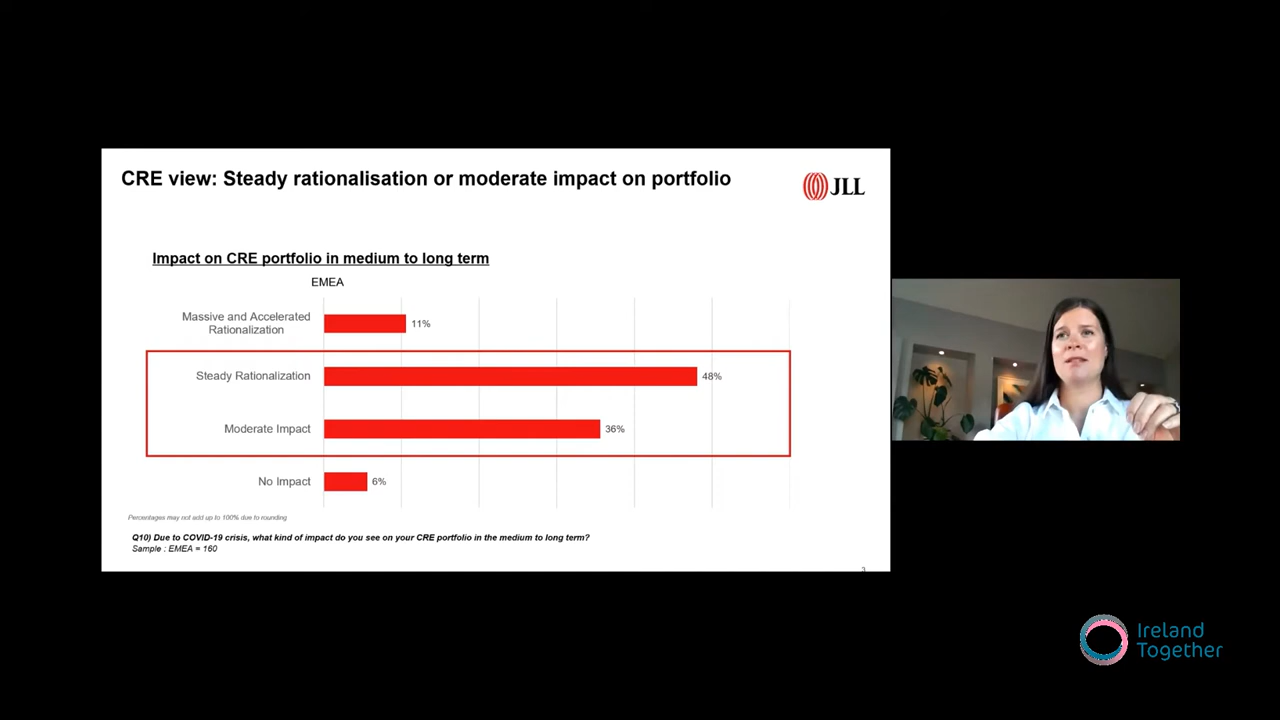 CRE view: Steady rationalisation or moderate impact on portfolio
JLL
Impact on CRE portfolio in medium to long term
EMEA
Massive and Accelerated
Rationalization
11%
Steady Rationalization
48%
Moderate Impact
36%
No Impact
6%
Percentages may not add up to 100% due to rounding
Q10) Due to COVID-19 crisis, what kind of impact do you see on your CRE portfolio in the medium to long term?
Sample : EMEA = 160
3
Ireland
Together